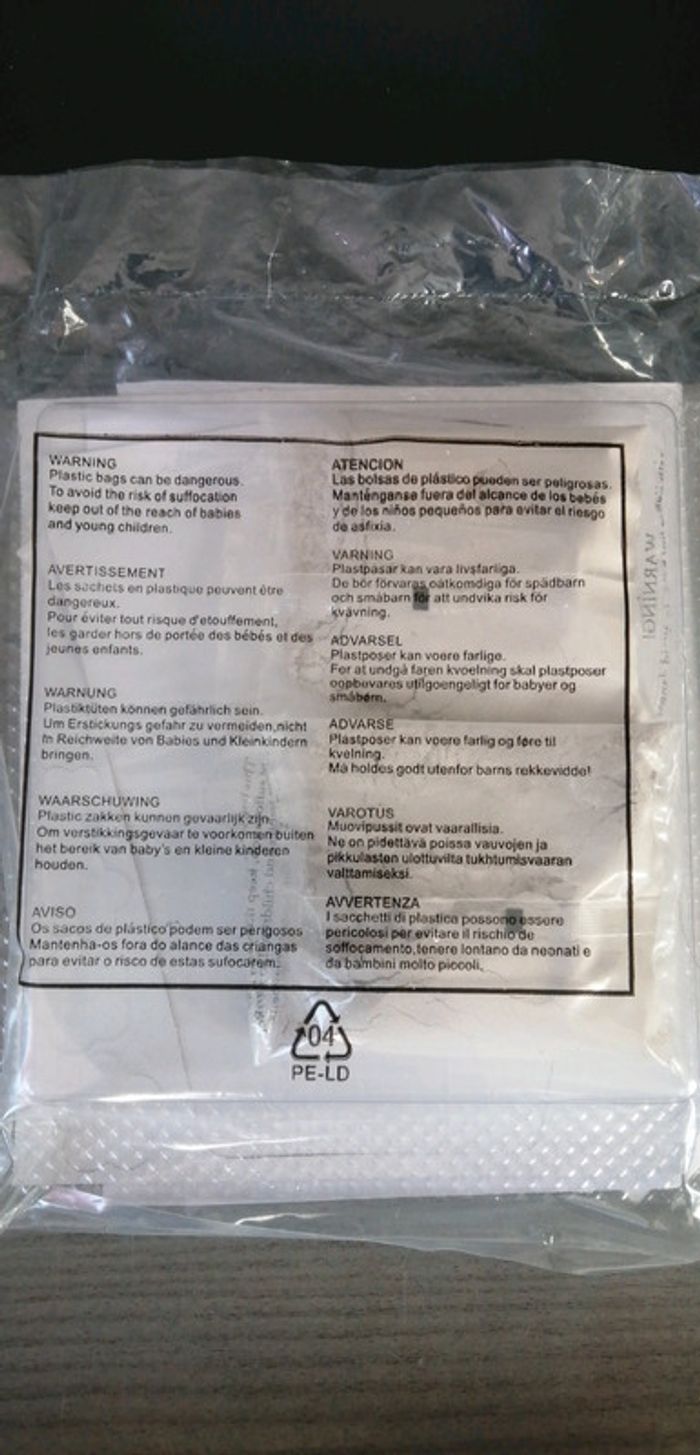 WARNING
Plastic bags can be dangerous.
To avoid the risk of suffocation
keep out of the reach of babies
and young children.
AVERTISSEMENT
Les sachets en plastique peuvent être
dangereux.
Pour éviter tout risque d'etouffement,
les garder hors de portée des bébés et des
jeunes enfants.
WARNUNG
Plastiktüten können gefährlich sein.
Um Erstickungs gefahr zu vermeiden,nicht
In Reichweite von Babies und Kleinkindern
bringen.
WAARSCHUWING
Plastic zakken kunnen gevaarlijk zijn.
Om verstikkingsgevaar te voorkomen buiten
het bereik van baby's en kleine kinderen
houden.
AVISO
Os sacos de plástico podem ser perigosos
Mantenha-os fora do alance das criangas
para evitar o risco de estas sufocarem.
ATENCION
Las bolsas de plástico pueden ser peligrosas.
Manténganse fuera del alcance de los bebés
y de los niños pequeños para evitar el riesgo
de asfixia.
VARNING
Plastpasar kan vara livsfarliga.
De bör förvaras oåtkomdiga för spädbarn
och småbarn för att undvika risk för
kvävning.
ADVARSEL
Plastposer kan voere farlige.
For at undgå faren kvoelning skal plastposer
oopbevares utilgoengeligt for babyer og
småbørn.
ADVARSE
Plastposer kan voere farlig og føre til
kvelning.
Må holdes godt utenfor barns rekkevidde!
VAROTUS
Muovipussit ovat vaarallisia.
Ne on pidettävä poissa vauvojen ja
pikkulasten ulottuvilta tukhtumisvaaran
valttamiseksi.
AVVERTENZA
I sacchetti di plastica possono essere
pericolosi per evitare il rischio de
soffocamento,tenere lontano da neonati e
da bambini molto piccoli.
04
PE-LD
WARNING!